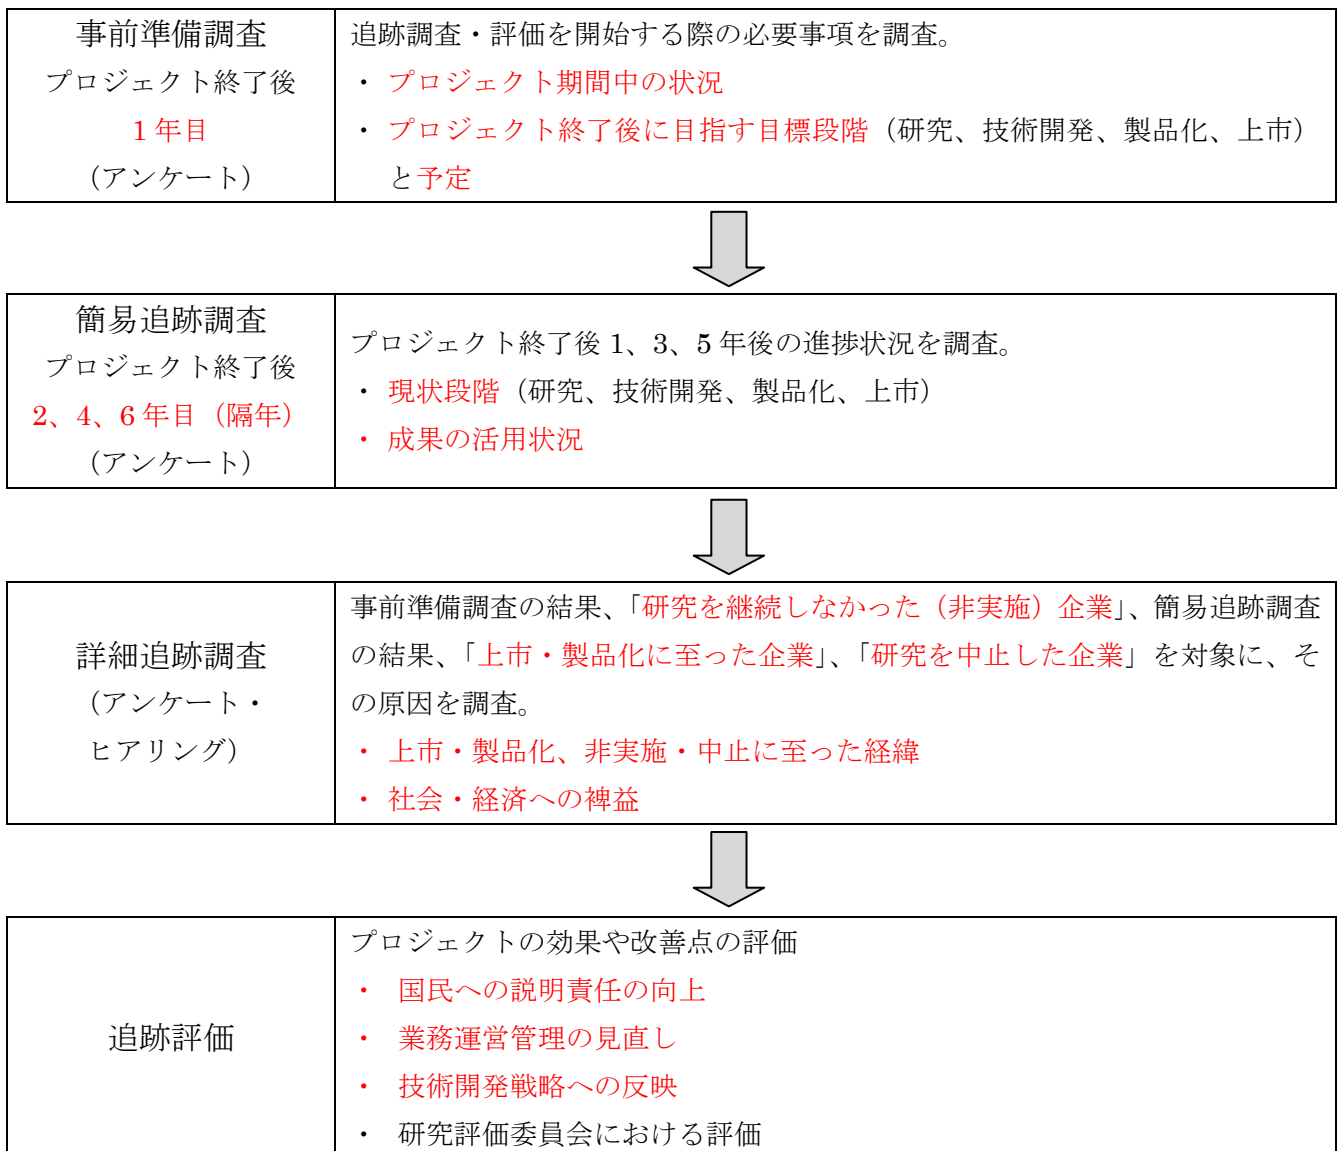 事前準備調査
プロジェクト終了後
1 年目
（アンケート）
追跡調査・評価を開始する際の必要事項を調査。
・ プロジェクト期間中の状況
・ プロジェクト終了後に目指す目標段階（研究、技術開発、製品化、上市）
と予定
簡易追跡調査
プロジェクト終了後
2、4、6 年目（隔年）
（アンケート）
プロジェクト終了後 1、3、5 年後の進捗状況を調査。
・ 現状段階（研究、技術開発、製品化、上市）
・ 成果の活用状況
詳細追跡調査
（アンケート・
ヒアリング）
事前準備調査の結果、「研究を継続しなかった（非実施）企業」、簡易追跡調査
の結果、「上市・製品化に至った企業」、「研究を中止した企業」を対象に、そ
の原因を調査。
・ 上市・製品化、非実施・中止に至った経緯
・ 社会・経済への裨益
追跡評価
プロジェクトの効果や改善点の評価
・ 国民への説明責任の向上
・ 業務運営管理の見直し
・ 技術開発戦略への反映
・ 研究評価委員会における評価